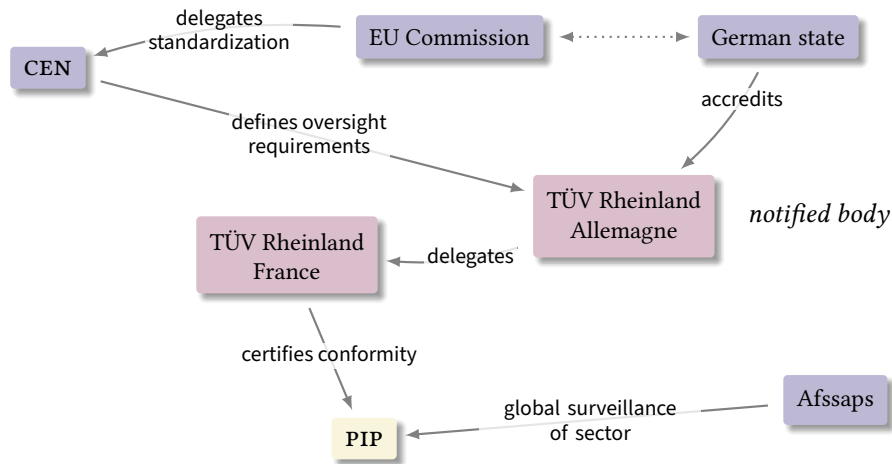 delegates
standardization
EU Commission
German state
CEN
accredits
defines oversight
requirements
TÜV Rheinland
Allemagne
notified body
TÜV Rheinland
France
delegates
certifies conformity
Afssaps
global surveillance
of sector
PIP